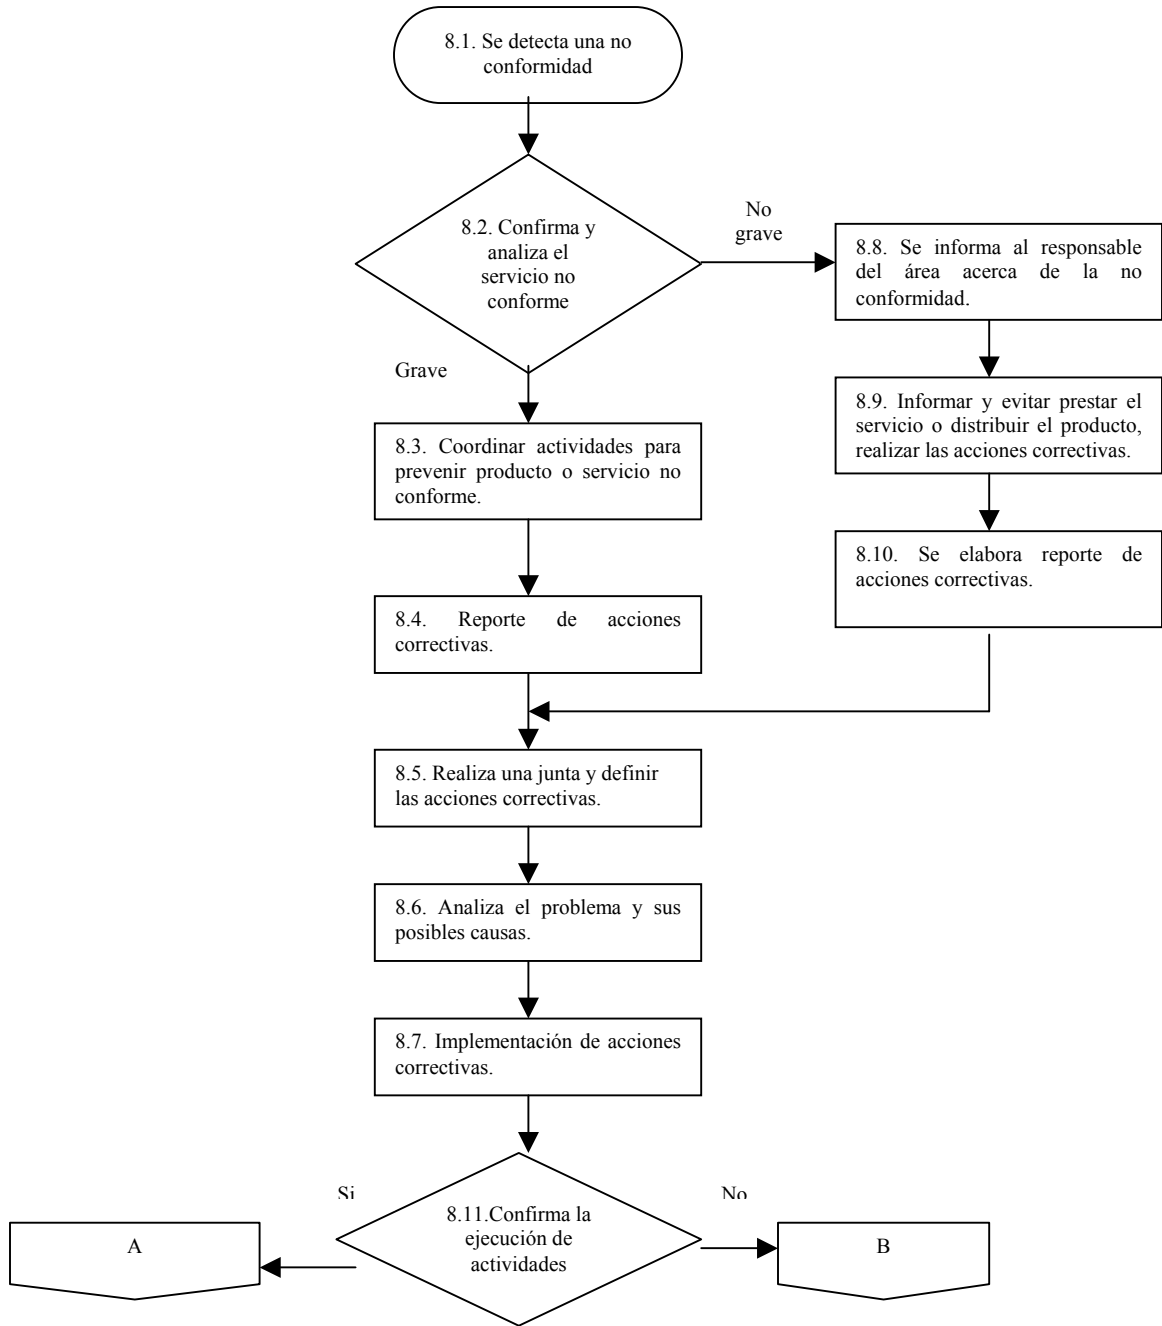 8.1. Se detecta una no
conformidad
8.2. Confirma y
analiza el
servicio no
conforme
No
grave
8.8. Se informa al responsable
del área acerca de la no
conformidad.
Grave
8.9. Informar y evitar prestar el
servicio o distribuir el producto,
realizar las acciones correctivas.
8.3. Coordinar actividades para
prevenir producto o servicio no
conforme.
8.10. Se elabora reporte de
acciones correctivas.
8.4. Reporte de acciones
correctivas.
8.5. Realiza una junta y definir
las acciones correctivas.
8.6. Analiza el problema y sus
posibles causas.
8.7. Implementación de acciones
correctivas.
Si
No
8.11.Confirma la
ejecución de
actividades
A
B